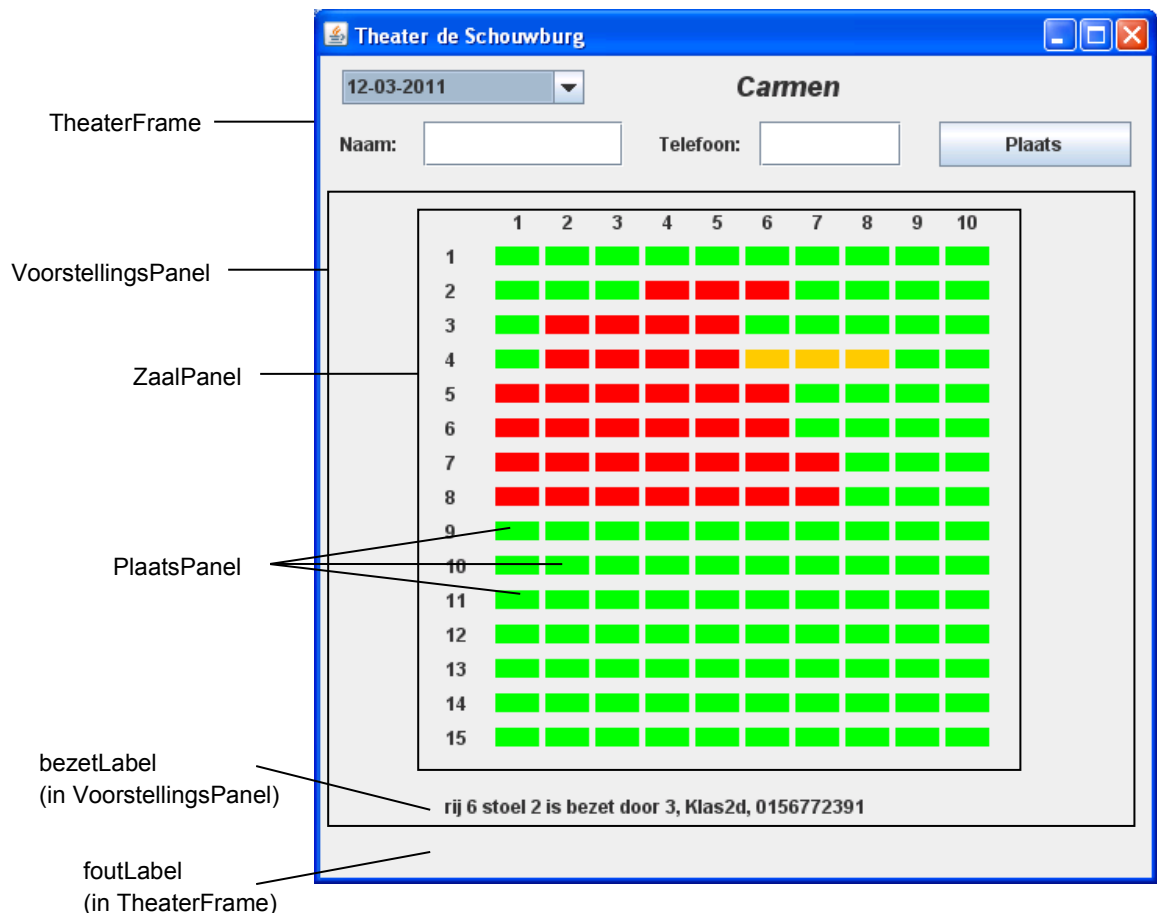 Theater de Schouwburg
12-03-2011
Carmen
TheaterFrame
Naam:
Telefoon:
Plaats
1 2 3 4 5 6 7 8 9 10
1
VoorstellingsPanel
2
3
4
ZaalPanel
5
6
7
8
9
PlaatsPanel
10
11
12
13
14
15
bezetLabel
(in VoorstellingsPanel)
rij 6 stoel 2 is bezet door 3, Klas2d, 0156772391
foutLabel
(in TheaterFrame)